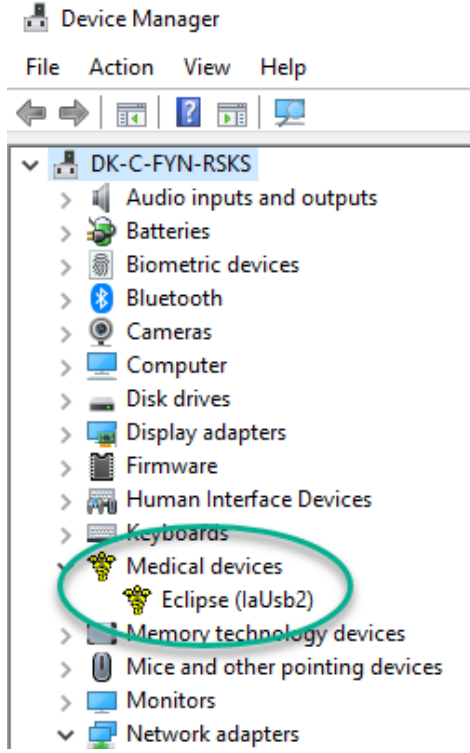 Device Manager
File Action View Help
DK-C-FYN-RSKS
Audio inputs and outputs
Batteries
Biometric devices
Bluetooth
Cameras
Computer
Disk drives
Display adapters
Firmware
Human Interface Devices
Keyboards
Medical devices
Eclipse (IaUsb2)
Memory technology devices
Mice and other pointing devices
Monitors
Network adapters